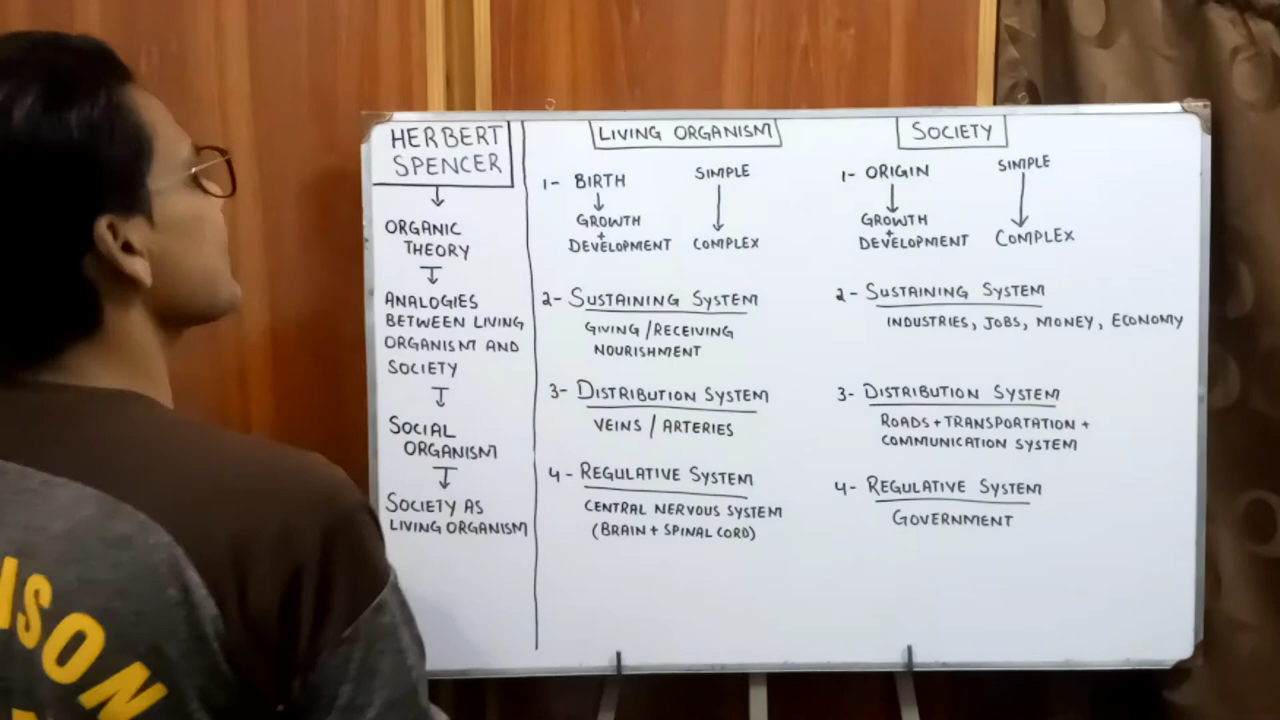 HERBERT
SPENCER
ORGANIC
THEORY
ANALOGIES
BETWEEN LIVING
ORGANISM AND
SOCIETY
SOCIAL
ORGANISM
SOCIETY AS
LIVING ORGANISM
LIVING ORGANISM
1- BIRTH
GROWTH
+
DEVELOPMENT
SIMPLE
COMPLEX
2- SUSTAINING SYSTEM
GIVING / RECEIVING
NOURISHMENT
3- DISTRIBUTION SYSTEM
VEINS / ARTERIES
4- REGULATIVE SYSTEM
CENTRAL NERVOUS SYSTEM
(BRAIN + SPINAL CORD)
SOCIETY
1- ORIGIN
GROWTH
+
DEVELOPMENT
SIMPLE
COMPLEX
2- SUSTAINING SYSTEM
INDUSTRIES, JOBS, MONEY, ECONOMY
3- DISTRIBUTION SYSTEM
ROADS + TRANSPORTATION +
COMMUNICATION SYSTEM
4- REGULATIVE SYSTEM
GOVERNMENT